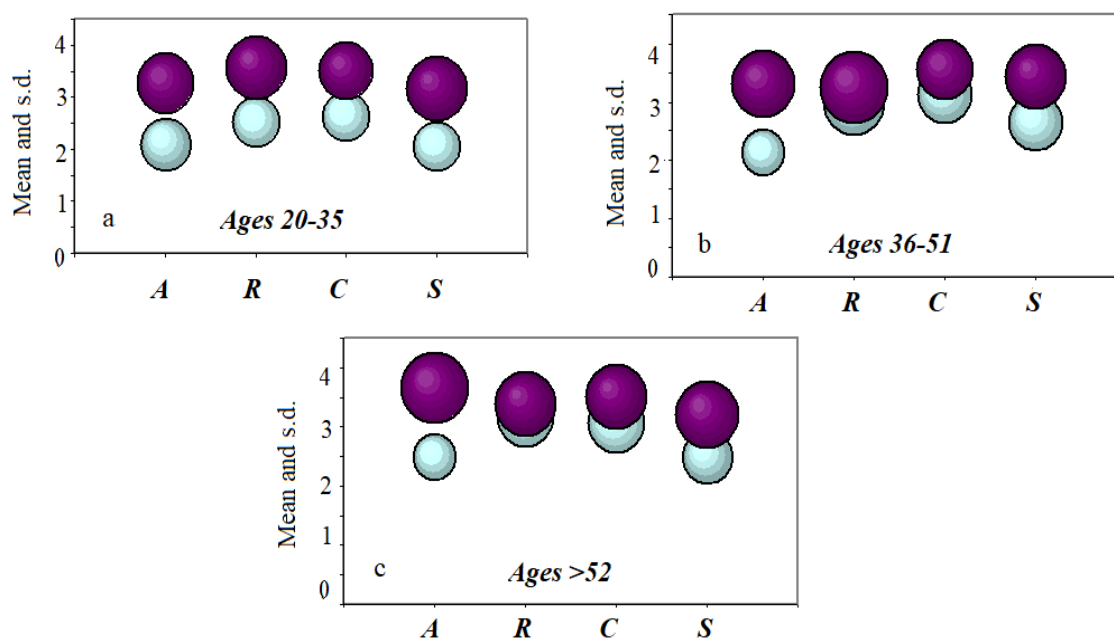 Mean and s.d.
4
3
2
1
0
a
Ages 20-35
A R C S
Mean and s.d.
4
3
2
1
0
b
Ages 36-51
A R C S
Mean and s.d.
4
3
2
1
0
c
Ages >52
A R C S